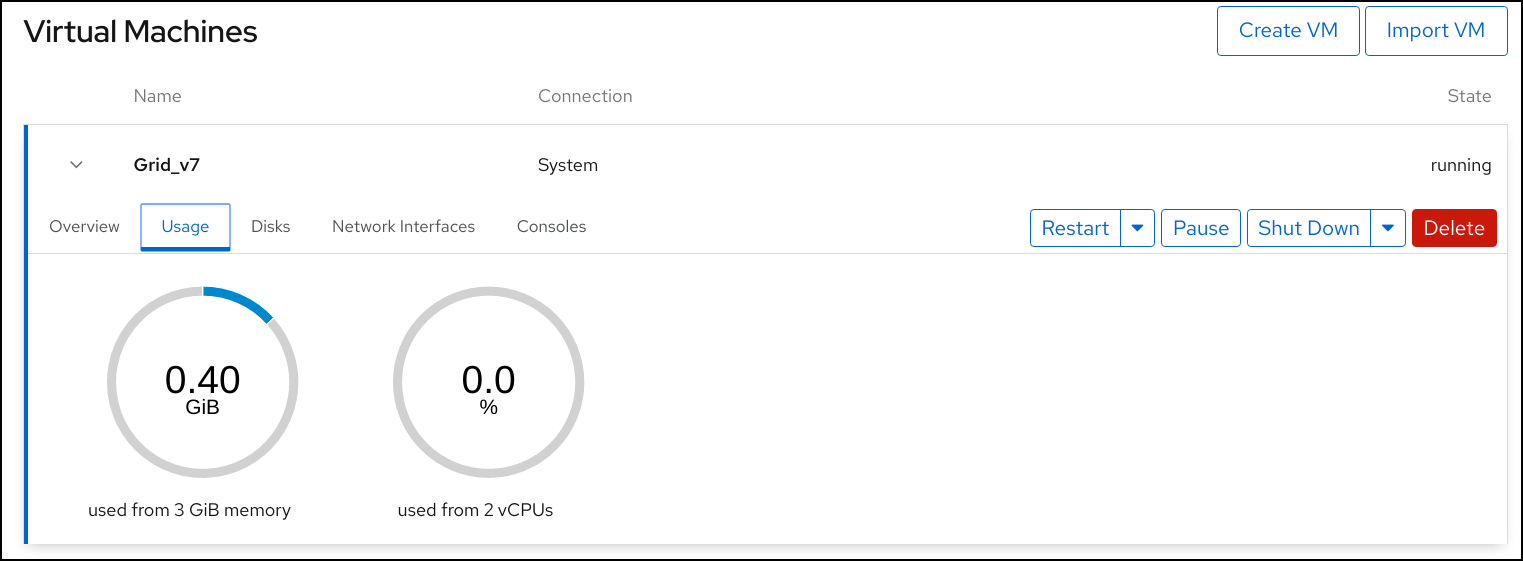 Virtual Machines
Create VM
Import VM
Name Connection State
Grid_v7 System running
Overview Usage Disks Network Interfaces Consoles Restart Pause Shut Down Delete
0.40 0.0
GiB %
used from 3 GiB memory used from 2 vCPUs